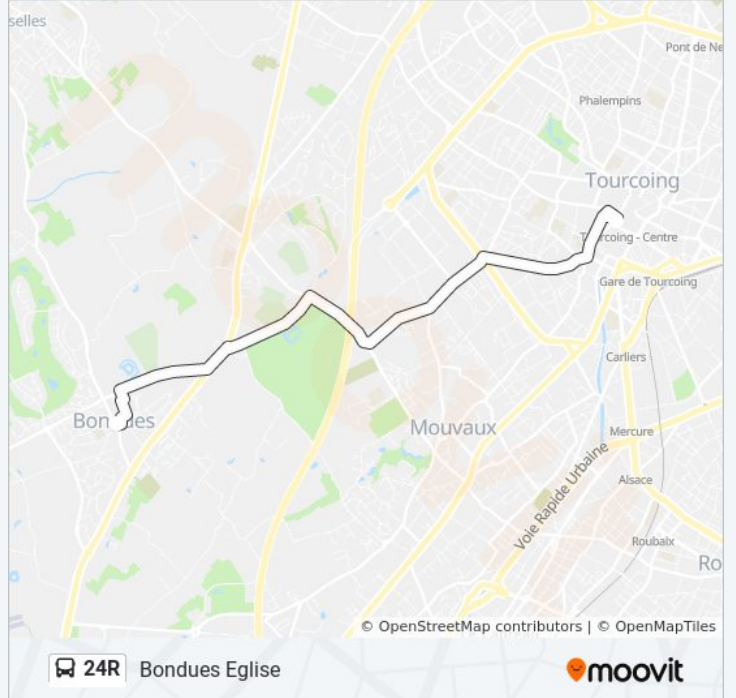 selles
Pont de Ne
Phalempins
Tourcoing
Tourcoing - Centre
Gare de Tourcoing
Carliers
Bondues
Mouvaux
Mercure
Voie Rapide Urbaine
Alsace
Roubaix
Ro
© OpenStreetMap contributors | © OpenMapTiles
24R Bondues Eglise
moovit